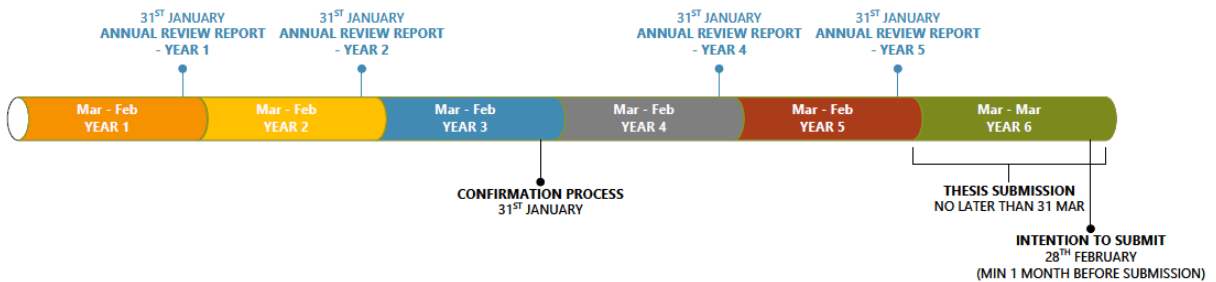 31ST JANUARY
ANNUAL REVIEW REPORT
- YEAR 1
31ST JANUARY
ANNUAL REVIEW REPORT
- YEAR 2
31ST JANUARY
ANNUAL REVIEW REPORT
- YEAR 4
31ST JANUARY
ANNUAL REVIEW REPORT
- YEAR 5
Mar - Feb
YEAR 1
Mar - Feb
YEAR 2
Mar - Feb
YEAR 3
Mar - Feb
YEAR 4
Mar - Feb
YEAR 5
Mar - Mar
YEAR 6
CONFIRMATION PROCESS
31ST JANUARY
THESIS SUBMISSION
NO LATER THAN 31 MAR
INTENTION TO SUBMIT
28TH FEBRUARY
(MIN 1 MONTH BEFORE SUBMISSION)